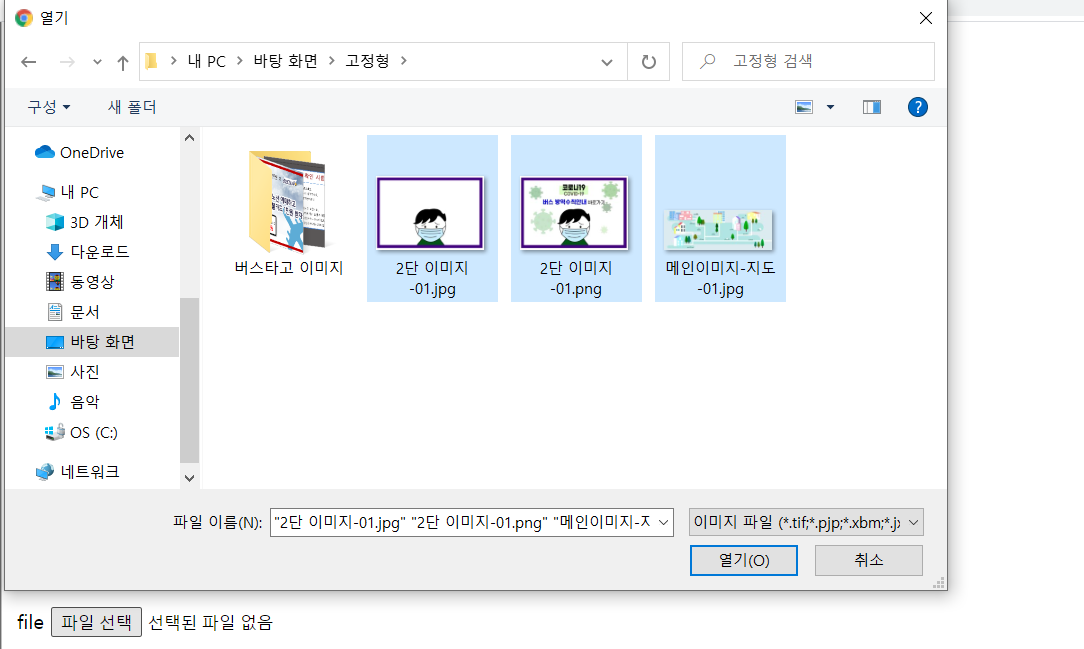 열기
내 PC
바탕 화면
고정형
고정형 검색
구성
새 폴더
OneDrive
내 PC
3D 개체
다운로드
동영상
문서
바탕 화면
사진
음악
OS (C:)
네트워크
버스타고 이미지
2단 이미지
-01.jpg
코로나19
COVID-19
버스 방역수칙안내 바로가기
2단 이미지
-01.png
메인이미지-지도
-01.jpg
파일 이름(N):
"2단 이미지-01.jpg" "2단 이미지-01.png" "메인이미지-지
이미지 파일 (*.tif;*.pjp;*.xbm;*.jx
열기(O)
취소
file
파일 선택
선택된 파일 없음